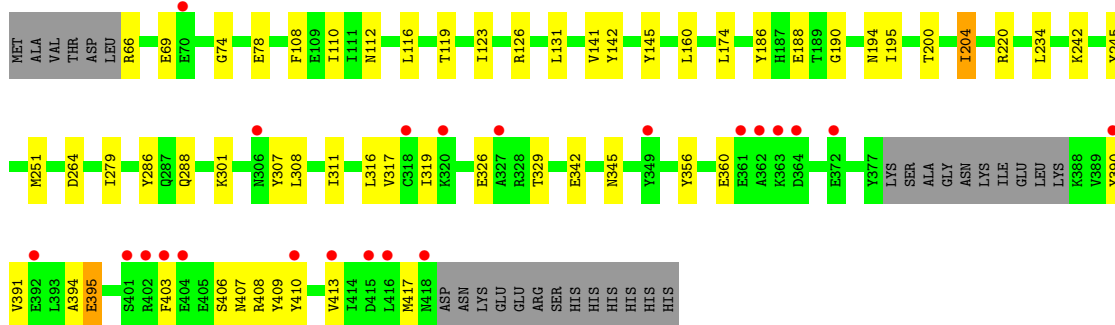 MET ALA VAL THR ASP LEU R66 E69 E70 G74 E78 F108 E109 I110 I111 N112 L116 T119 I123 R126 L131 V141 Y142 Y145 L160 L174 Y186 H187 E188 T189 G190 N194 I195 T200 I204 R220 L234 K242
M251 D264 I279 Y286 Q287 Q288 K301 N306 Y307 L308 I311 L316 V317 C318 I319 K320 E326 A327 R328 T329 E342 N345 Y349 Y356 E360 E361 A362 K363 D364 E372 Y377 LYS SER ALA GLY ASN LYS ILE GLU LEU LYS K388 V389
V391 E392 L393 A394 E395 S401 R402 F403 E404 E405 S406 N407 R408 Y409 Y410 V413 I414 D415 L416 M417 N418 ASP ASN LYS GLU GLU ARG SER HIS HIS HIS HIS HIS HIS